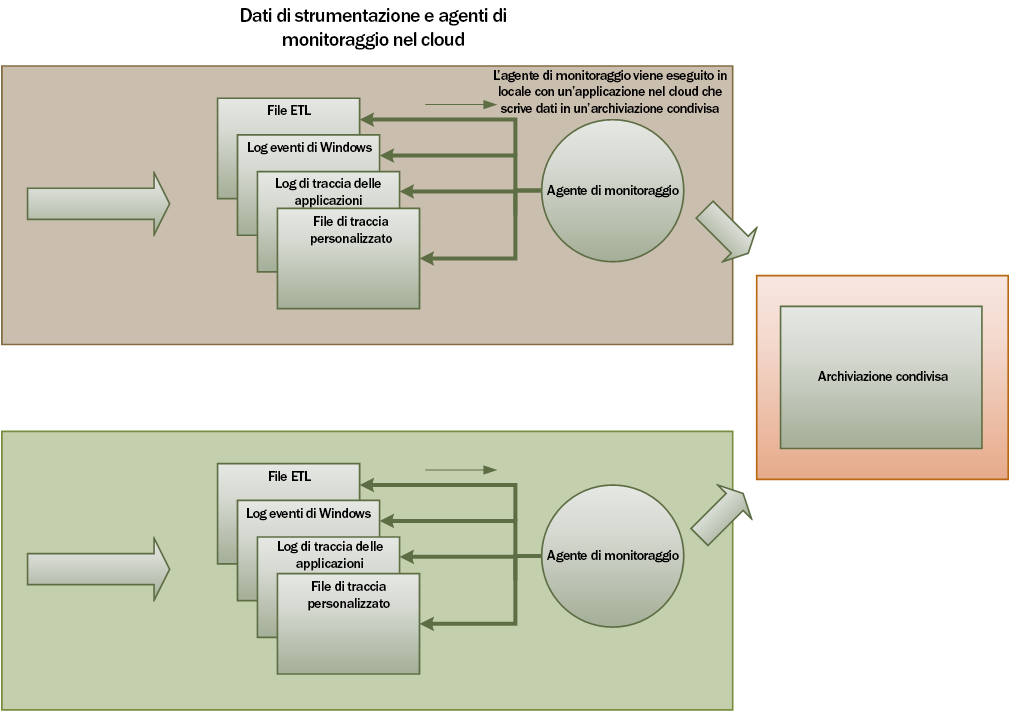 Dati di strumentazione e agenti di
monitoraggio nel cloud
L'agente di monitoraggio viene eseguito in
locale con un'applicazione nel cloud che
scrive dati in un'archiviazione condivisa
File ETL
Log eventi di Windows
Log di traccia delle
applicazioni
File di traccia
personalizzato
Agente di monitoraggio
Archiviazione condivisa
File ETL
Log eventi di Windows
Log di traccia delle
applicazioni
File di traccia
personalizzato
Agente di monitoraggio